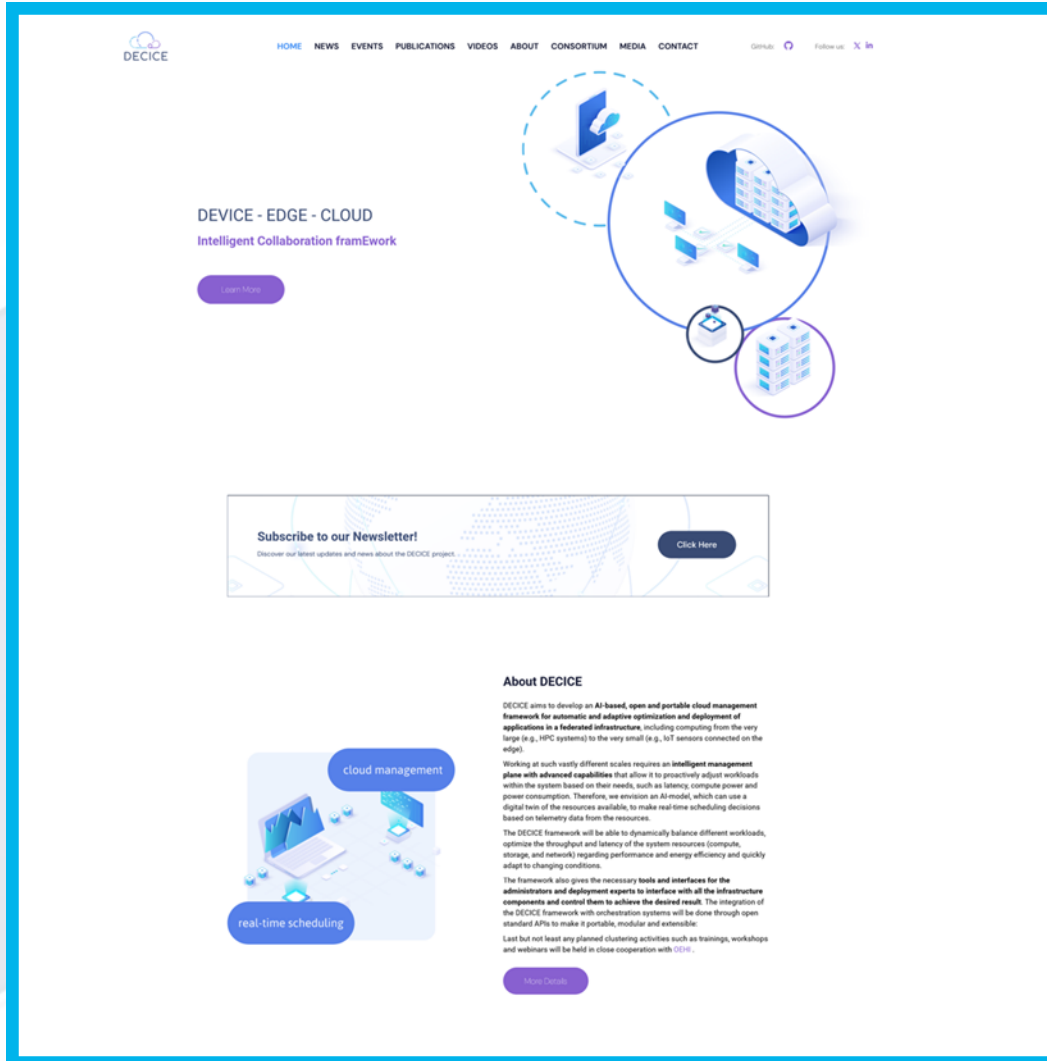 DECICE
HOME NEWS EVENTS PUBLICATIONS VIDEOS ABOUT CONSORTIUM MEDIA CONTACT
GitHub Follow us: X in
DEVICE - EDGE - CLOUD
Intelligent Collaboration framEwork
Learn More
Subscribe to our Newsletter!
Discover our latest updates and news about the DECICE project.
Click Here
cloud management
real-time scheduling
About DECICE
DECICE aims to develop an AI-based, open and portable cloud management
framework for automatic and adaptive optimization and deployment of
applications in a federated infrastructure, including computing from the very
large (e.g., HPC systems) to the very small (e.g., IoT sensors connected on the
edge).
Working at such vastly different scales requires an intelligent management
plane with advanced capabilities that allow it to proactively adjust workloads
within the system based on their needs, such as latency, compute power and
power consumption. Therefore, we envision an AI-model, which can use a
digital twin of the resources available, to make real-time scheduling decisions
based on telemetry data from the resources.
The DECICE framework will be able to dynamically balance different workloads,
optimize the throughput and latency of the system resources (compute,
storage, and network) regarding performance and energy efficiency and quickly
adapt to changing conditions.
The framework also gives the necessary tools and interfaces for the
administrators and deployment experts to interface with all the infrastructure
components and control them to achieve the desired result. The integration of
the DECICE framework with orchestration systems will be done through open
standard APIs to make it portable, modular and extensible:
Last but not least any planned clustering activities such as trainings, workshops
and webinars will be held in close cooperation with OEHI .
More Details